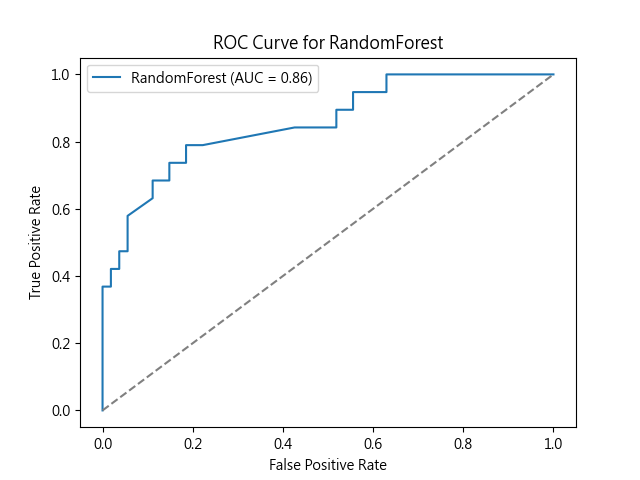 ROC Curve for RandomForest
RandomForest (AUC = 0.86)
1.0
0.8
0.6
0.4
0.2
0.0
True Positive Rate
0.0 0.2 0.4 0.6 0.8 1.0
False Positive Rate